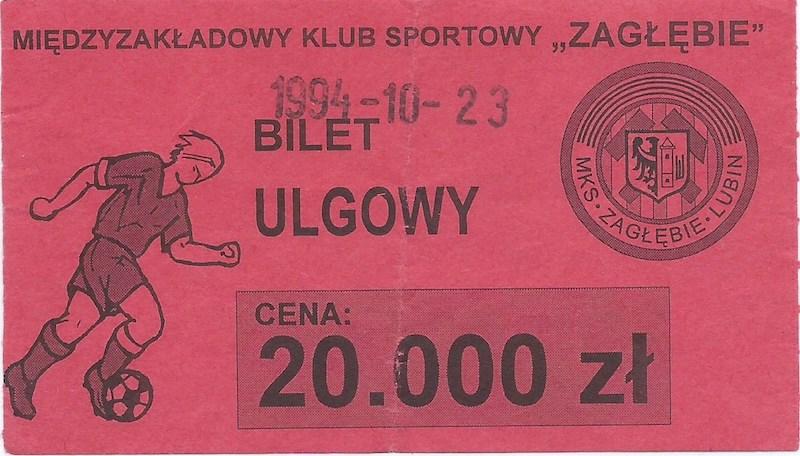 MIĘDZYZAKŁADOWY KLUB SPORTOWY „ZAGŁĘBIE”
1994-10-23
BILET
ULGOWY
MKS • ZAGŁĘBIE • LUBIN
CENA:
20.000 zł